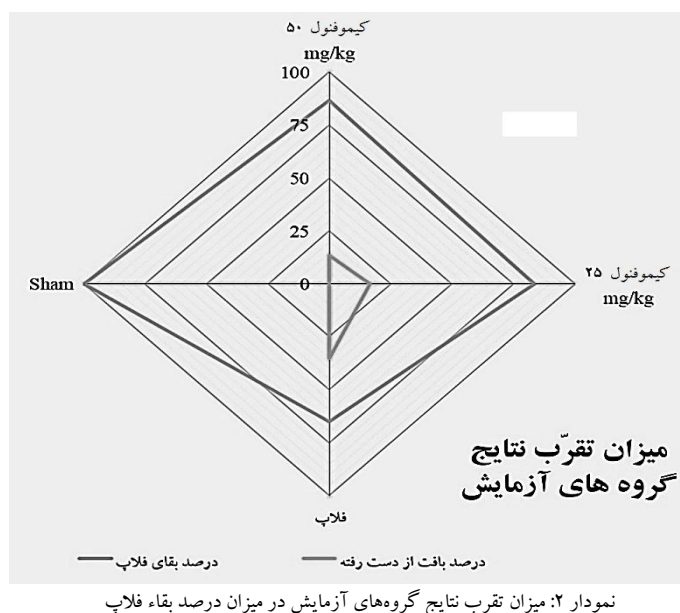 کیموفنول ۵۰
mg/kg
100
75
50
25
0
کیموفنول ۲۵
mg/kg
Sham
میزان تقرّب نتایج
گروه های آزمایش
فلاپ
درصد بافت از دست رفته
درصد بقای فلاپ
نمودار ۲: میزان تقرب نتایج گروه‌های آزمایش در میزان درصد بقاء فلاپ